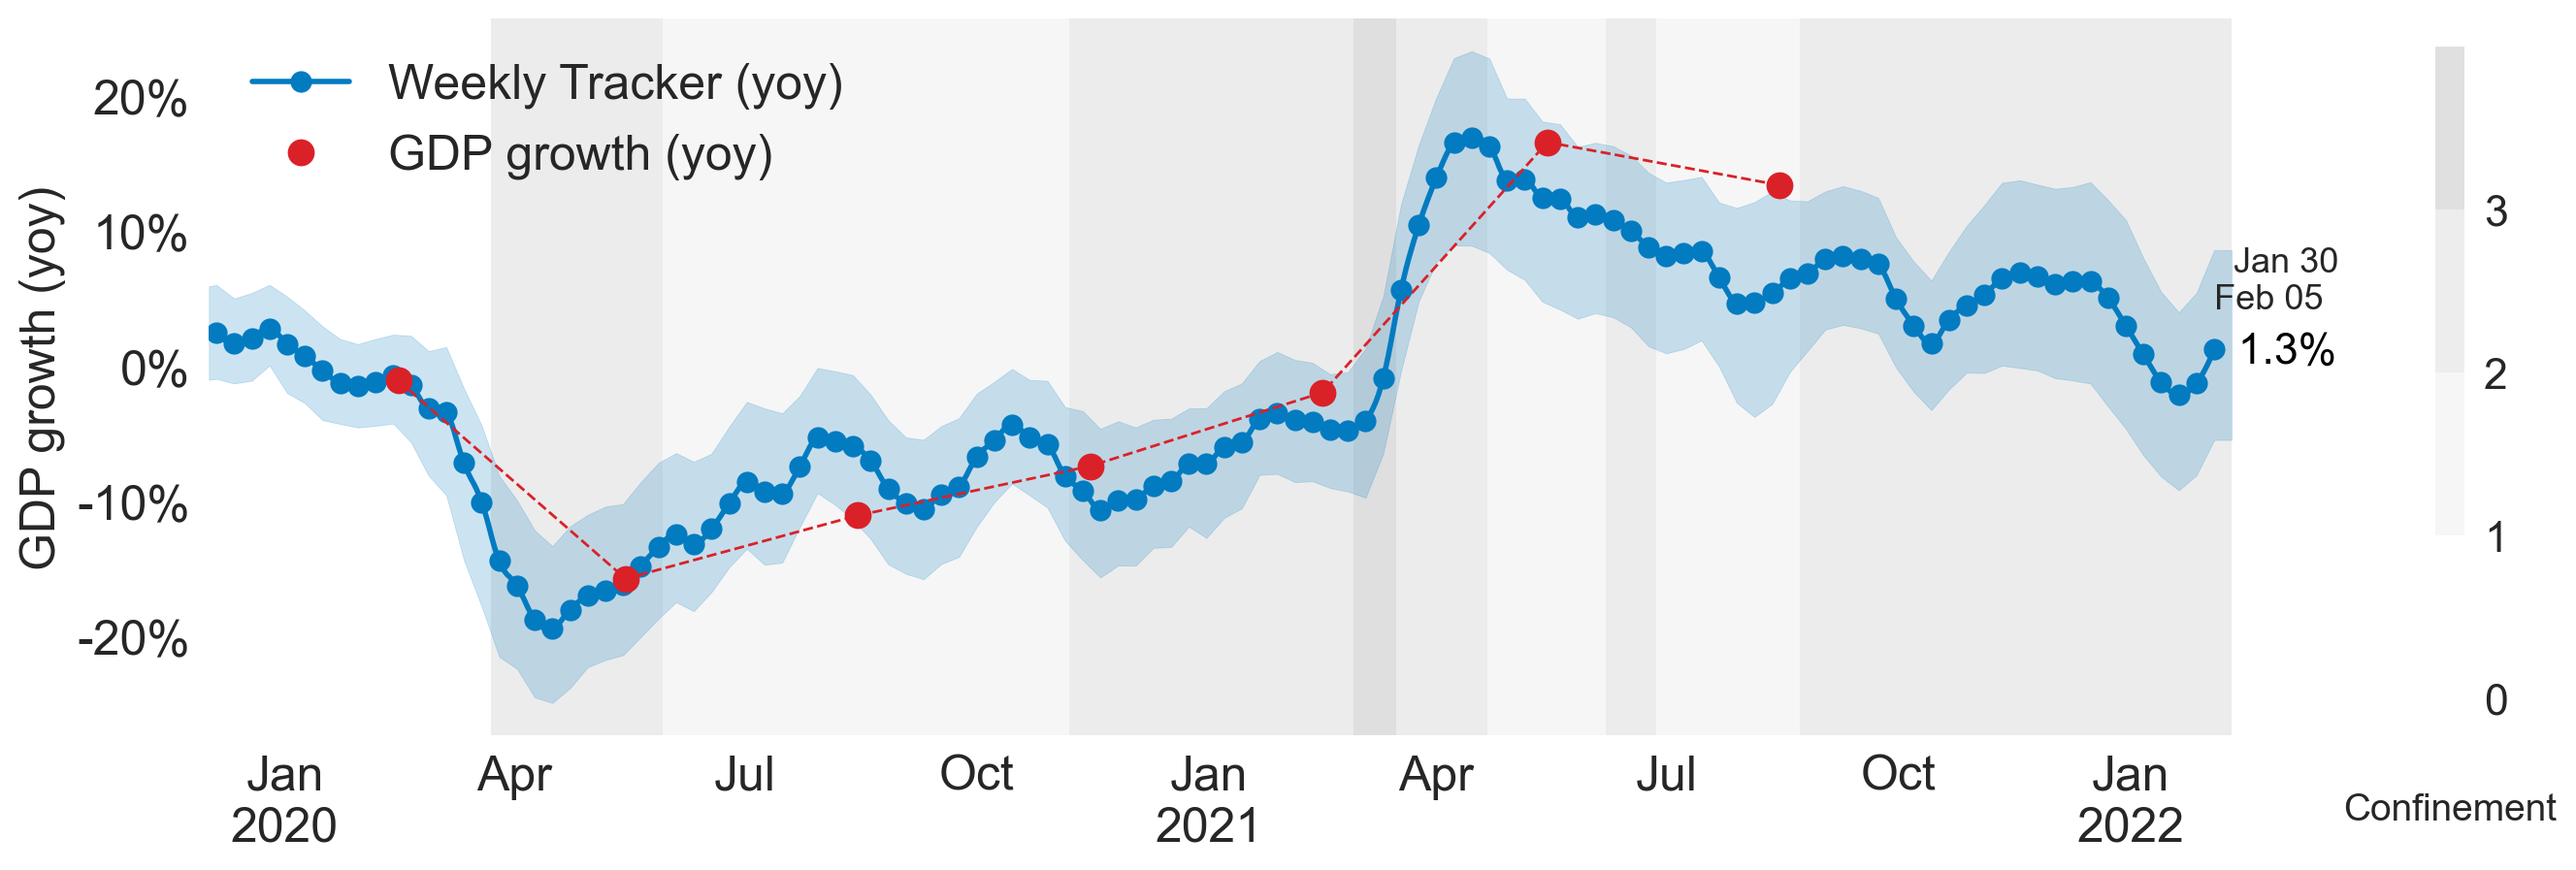 Weekly Tracker (yoy)
GDP growth (yoy)
GDP growth (yoy)
20%
10%
0%
-10%
-20%
Jan 30
Feb 05
1.3%
3
2
1
0
Confinement
Jan Apr Jul Oct Jan Apr Jul Oct Jan
2020 2021 2022